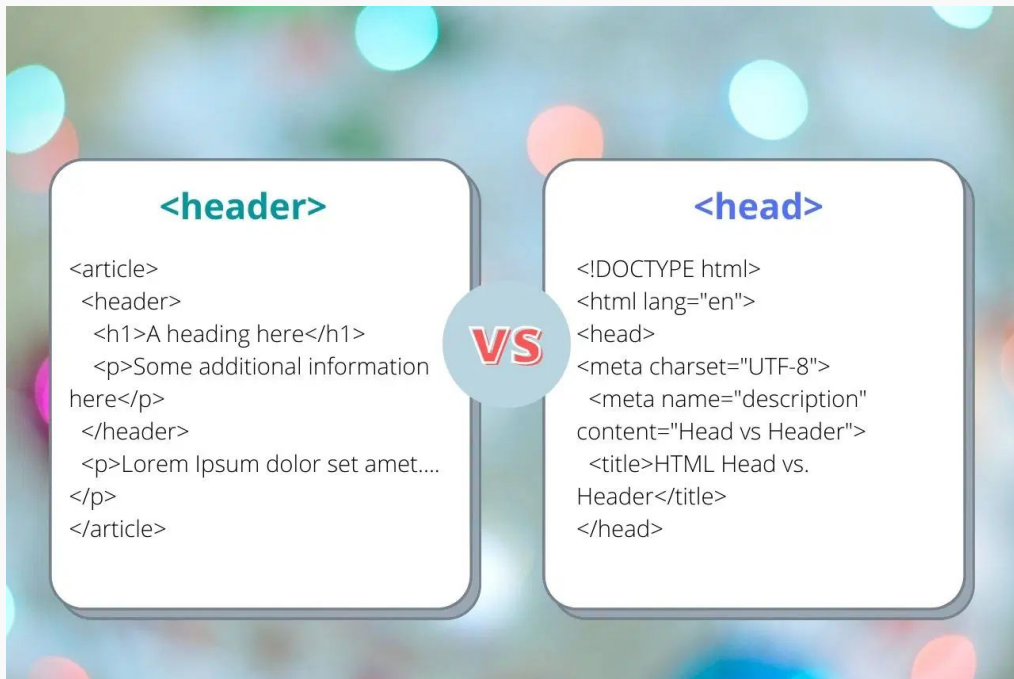 <header>
<article>
<header>
<h1>A heading here</h1>
<p>Some additional information
here</p>
</header>
<p>Lorem Ipsum dolor set amet....
</p>
</article>
VS
<head>
<!DOCTYPE html>
<html lang="en">
<head>
<meta charset="UTF-8">
<meta name="description"
content="Head vs Header">
<title>HTML Head vs.
Header</title>
</head>